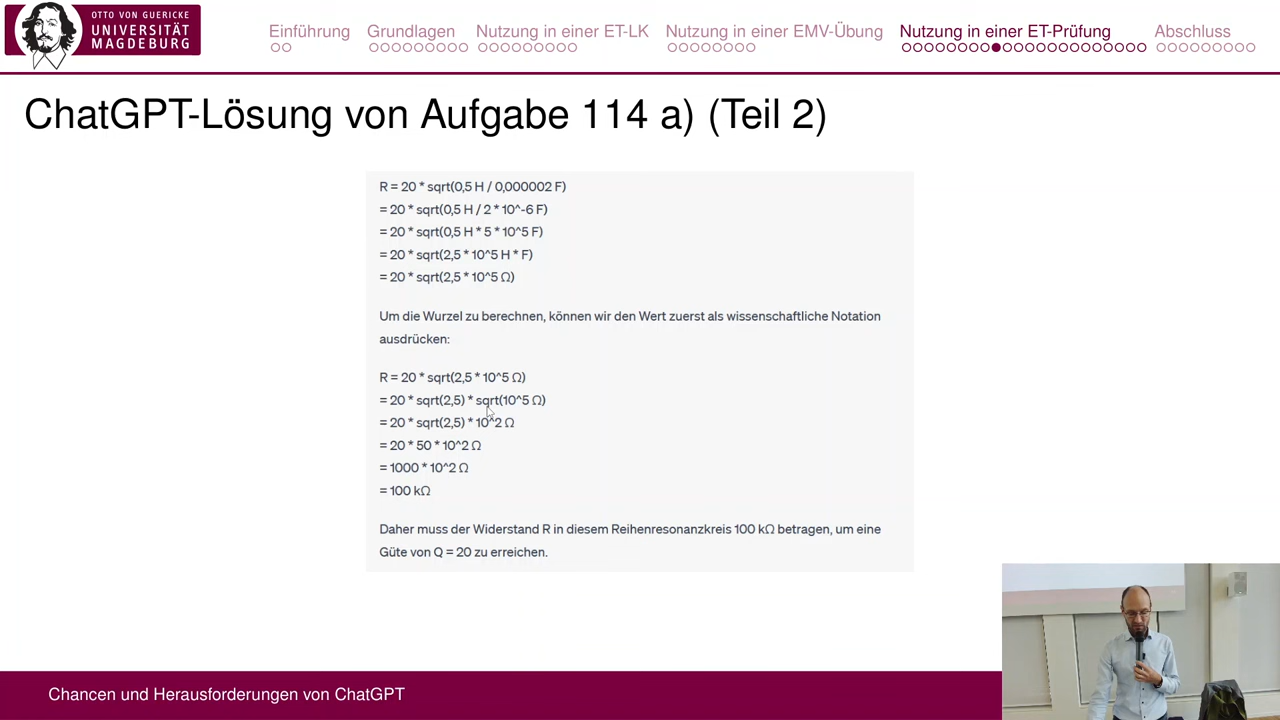 OTTO VON GUERICKE
UNIVERSITÄT
MAGDEBURG
Einführung Grundlagen Nutzung in einer ET-LK Nutzung in einer EMV-Übung Nutzung in einer ET-Prüfung Abschluss
ChatGPT-Lösung von Aufgabe 114 a) (Teil 2)
R = 20 * sqrt(0,5 H / 0,000002 F)
= 20 * sqrt(0,5 H / 2 * 10^-6 F)
= 20 * sqrt(0,5 H * 5 * 10^5 F)
= 20 * sqrt(2,5 * 10^5 H * F)
= 20 * sqrt(2,5 * 10^5 Ω)
Um die Wurzel zu berechnen, können wir den Wert zuerst als wissenschaftliche Notation
ausdrücken:
R = 20 * sqrt(2,5 * 10^5 Ω)
= 20 * sqrt(2,5) * sqrt(10^5 Ω)
= 20 * sqrt(2,5) * 10^2 Ω
= 20 * 50 * 10^2 Ω
= 1000 * 10^2 Ω
= 100 kΩ
Daher muss der Widerstand R in diesem Reihenresonanzkreis 100 kΩ betragen, um eine
Güte von Q = 20 zu erreichen.
Chancen und Herausforderungen von ChatGPT